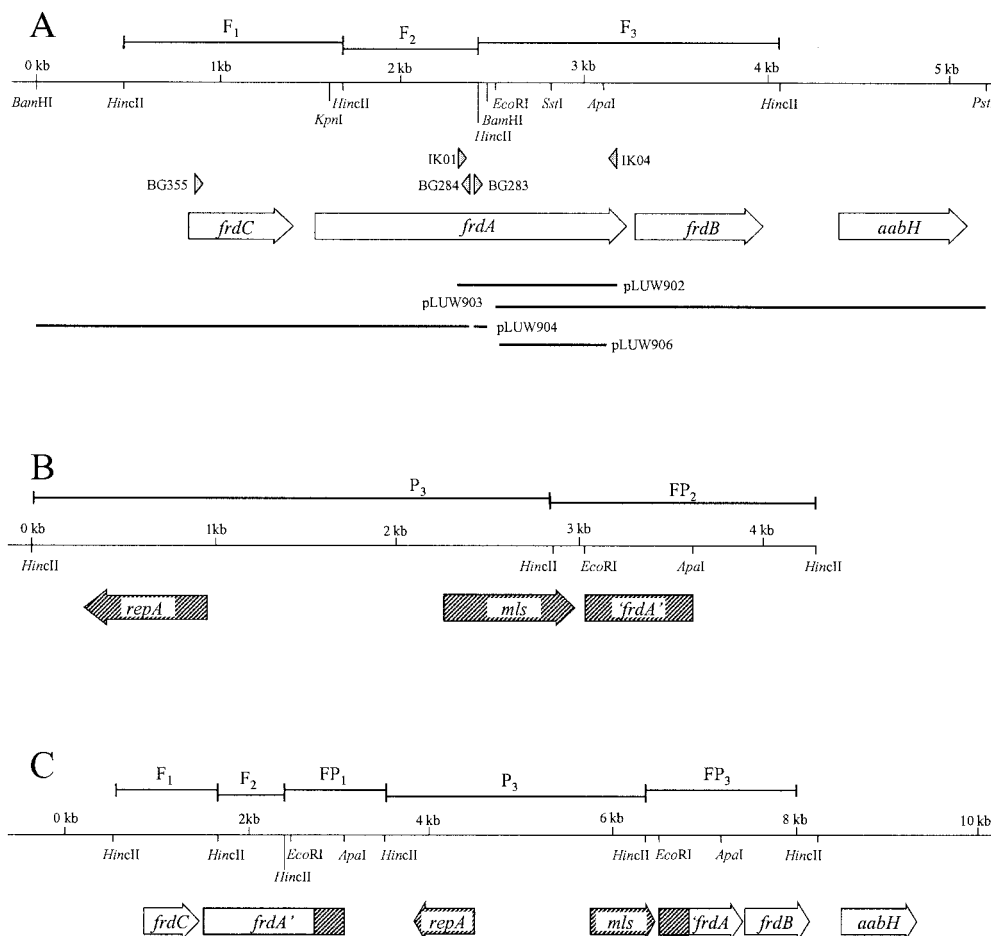 A
F1 F2 F3
0 kb 1kb 2 kb 3 kb 4 kb 5 kb
BamHI HincII KpnI HincII HincII BamHI EcoRI SstI ApaI HincII Pst
IK01 IK04
BG355 BG284 BG283
frdC frdA frdB aabH
pLUW902
pLUW903
pLUW904
pLUW906
B
P3 FP2
0 kb 1kb 2 kb 3 kb 4 kb
HincII HincII EcoRI ApaI HincII
repA mls 'frdA'
C
F1 F2 FP1 P3 FP3
0 kb 2 kb 4 kb 6 kb 8 kb 10 kb
HincII HincII EcoRI ApaI HincII HincII EcoRI ApaI HincII
HincII
frdC frdA' repA mls 'frdA frdB aabH